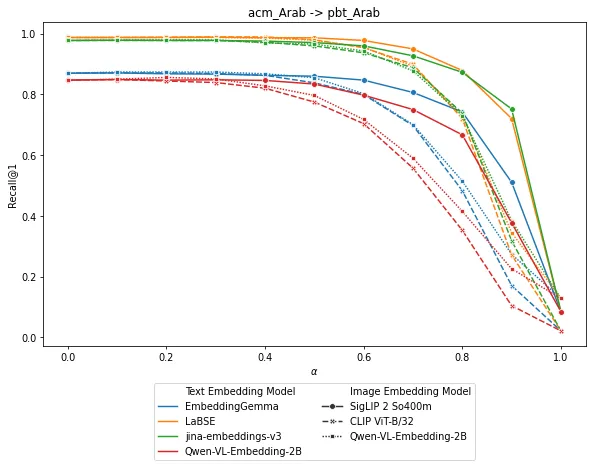 acm_Arab -> pbt_Arab
1.0
0.8
0.6
0.4
0.2
0.0
Recall@1
0.0 0.2 0.4 0.6 0.8 1.0
α
Text Embedding Model
EmbeddingGemma
LaBSE
jina-embeddings-v3
Qwen-VL-Embedding-2B
Image Embedding Model
SigLIP 2 So400m
CLIP ViT-B/32
Qwen-VL-Embedding-2B